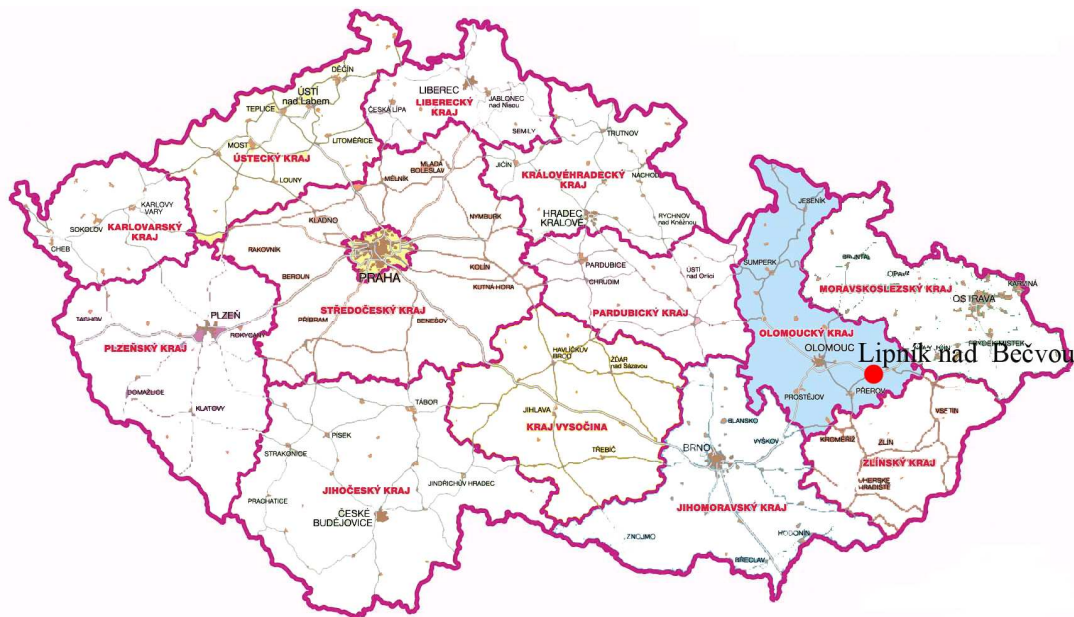 DĚČÍN
ÚSTÍ
nad Labem
TEPLICE
MOST
LITOMĚŘICE
ÚSTECKÝ KRAJ
LOUNY
LIBEREC
LIBERECKÝ
KRAJ
JABLONEC
nad Nisou
ČESKÁ LÍPA
SEMILY
TRUTNOV
JIČÍN
KRÁLOVÉHRADECKÝ
KRAJ
NÁCHOD
HRADEC
KRÁLOVÉ
RYCHNOV
nad Kněžnou
MLADÁ
BOLESLAV
MĚLNÍK
NYMBURK
KLADNO
RAKOVNÍK
BEROUN
PRAHA
KOLÍN
KUTNÁ HORA
STŘEDOČESKÝ KRAJ
PŘÍBRAM
BENEŠOV
KARLOVY
VARY
SOKOLOV
KARLOVARSKÝ
KRAJ
CHEB
PLZEŇ
TACHOV
ROKYCANY
PLZEŇSKÝ KRAJ
DOMAŽLICE
KLATOVY
PARDUBICE
CHRUDIM
ÚSTÍ
nad Orlicí
PARDUBICKÝ KRAJ
JESENÍK
ŠUMPERK
OLOMOUCKÝ KRAJ
OLOMOUC
Lipník nad Bečvou
PROSTĚJOV
PŘEROV
BRUNTÁL
OPAVA
MORAVSKOSLEZSKÝ KRAJ
KARVINÁ
OSTRAVA
HAVLÍČKŮV
BROD
ŽĎÁR
nad Sázavou
JIHLAVA
KRAJ VYSOČINA
TŘEBÍČ
TÁBOR
PÍSEK
STRAKONICE
JIHOČESKÝ KRAJ
JINDŘICHŮV HRADEC
PRACHATICE
ČESKÉ
BUDĚJOVICE
BLANSKO
BRNO
VYŠKOV
JIHOMORAVSKÝ KRAJ
ZNOJMO
HODONÍN
BŘECLAV
VSETÍN
KROMĚŘÍŽ
ZLÍN
ZLÍNSKÝ KRAJ
UHERSKÉ
HRADIŠTĚ